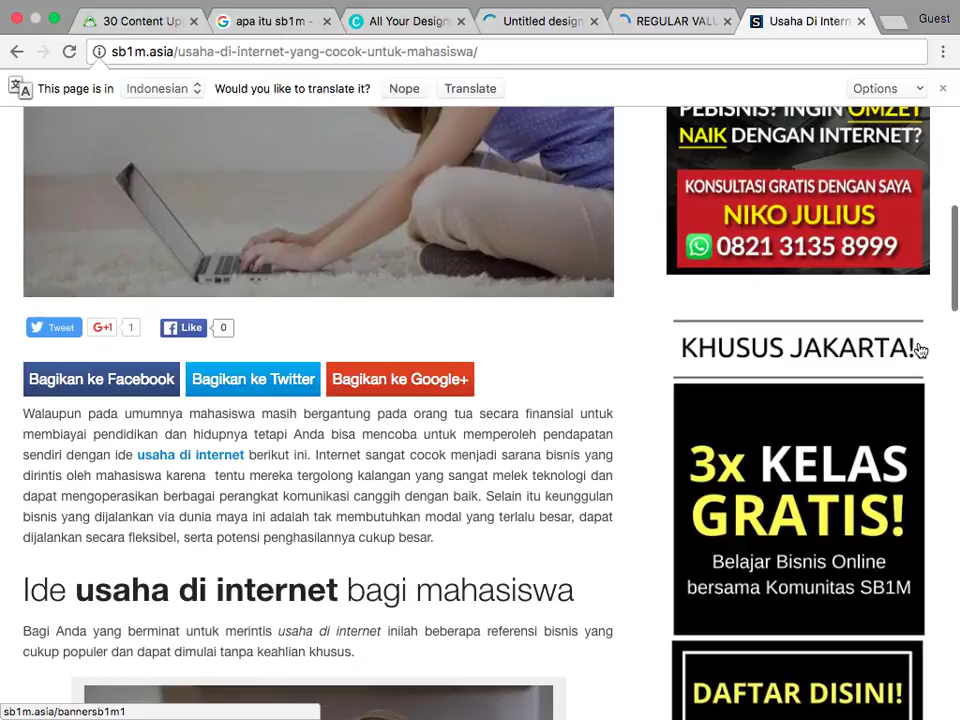 30 Content Up
apa itu sb1m -
All Your Design
Untitled design
REGULAR VALU
Usaha Di Intern
Guest
sb1m.asia/usaha-di-internet-yang-cocok-untuk-mahasiswa/
This page is in Indonesian Would you like to translate it? Nope Translate Options
PEBISNIS? INGIN OMZET
NAIK DENGAN INTERNET?
KONSULTASI GRATIS DENGAN SAYA
NIKO JULIUS
0821 3135 8999
Tweet G+1 1 Like 0
KHUSUS JAKARTA!
Bagikan ke Facebook Bagikan ke Twitter Bagikan ke Google+
Walaupun pada umumnya mahasiswa masih bergantung pada orang tua secara finansial untuk
membiayai pendidikan dan hidupnya tetapi Anda bisa mencoba untuk memperoleh pendapatan
sendiri dengan ide usaha di internet berikut ini. Internet sangat cocok menjadi sarana bisnis yang
dirintis oleh mahasiswa karena tentu mereka tergolong kalangan yang sangat melek teknologi dan
dapat mengoperasikan berbagai perangkat komunikasi canggih dengan baik. Selain itu keunggulan
bisnis yang dijalankan via dunia maya ini adalah tak membutuhkan modal yang terlalu besar, dapat
dijalankan secara fleksibel, serta potensi penghasilannya cukup besar.
3x KELAS
GRATIS!
Belajar Bisnis Online
bersama Komunitas SB1M
Ide usaha di internet bagi mahasiswa
Bagi Anda yang berminat untuk merintis usaha di internet inilah beberapa referensi bisnis yang
cukup populer dan dapat dimulai tanpa keahlian khusus.
DAFTAR DISINI!
sb1m.asia/bannersb1m1